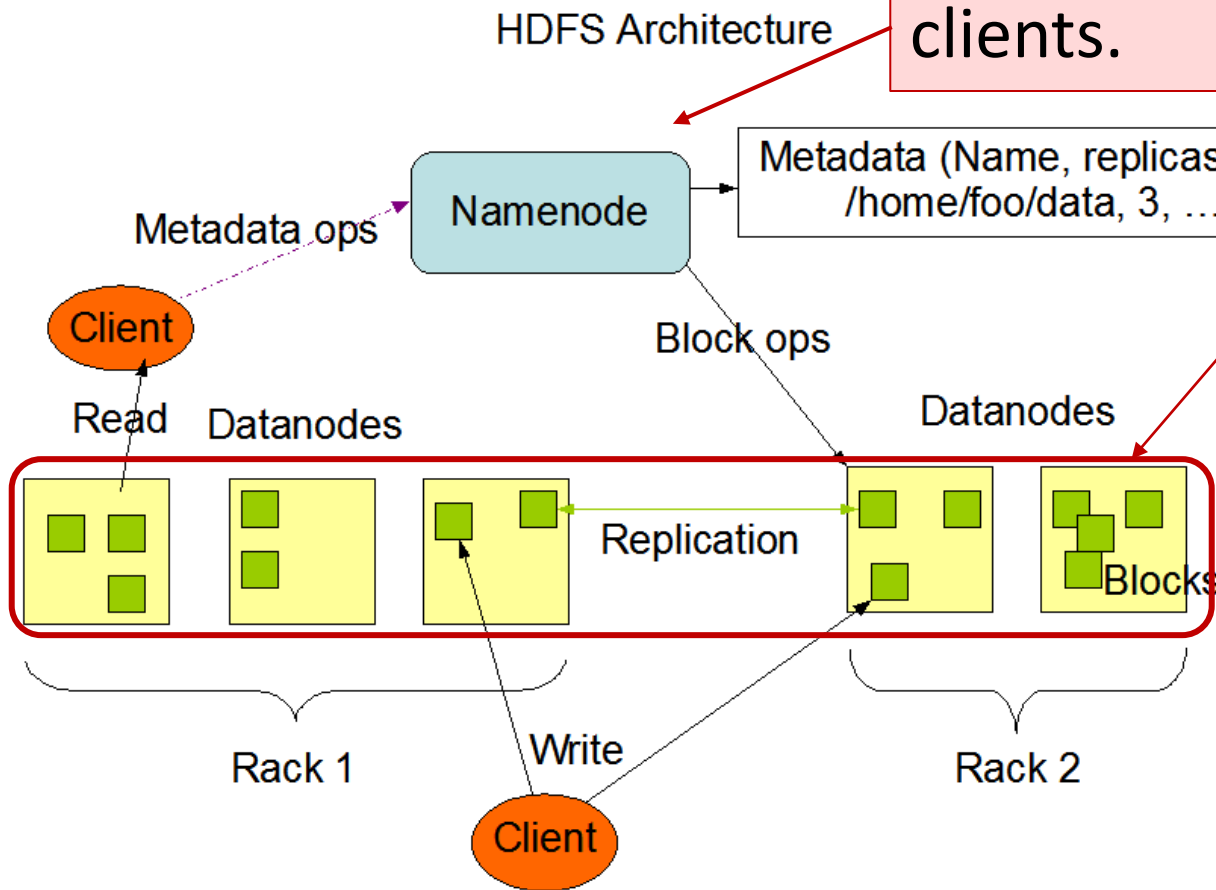 HDFS Architecture
clients.
Metadata (Name, replicas
/home/foo/data, 3, ...
Namenode
Metadata ops
Client
Block ops
Read
Datanodes
Datanodes
Replication
Blocks
Rack 1
Write
Rack 2
Client